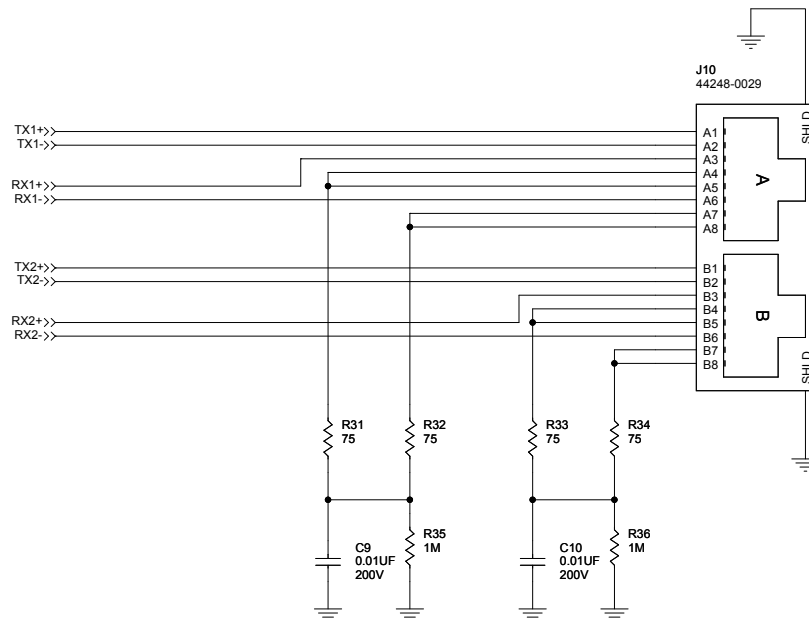 J10
44248-0029
SHLD
TX1+
TX1-
RX1+
RX1-
A1
A2
A3
A4
A5
A6
A7
A8
A
TX2+
TX2-
RX2+
RX2-
B1
B2
B3
B4
B5
B6
B7
B8
B
SHLD
R31
75
R32
75
R33
75
R34
75
C9
0.01UF
200V
R35
1M
C10
0.01UF
200V
R36
1M